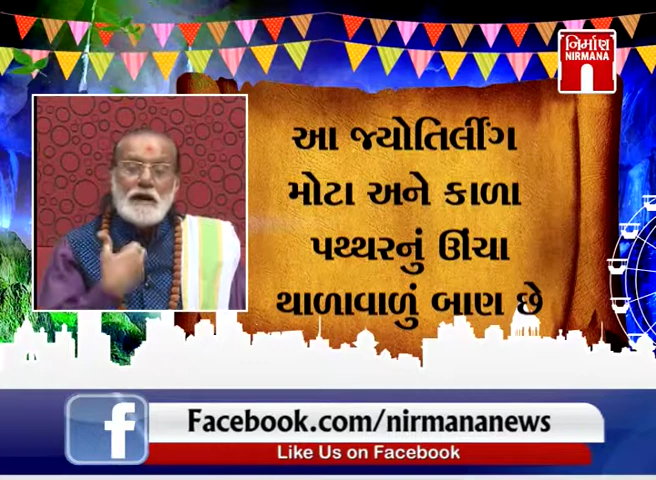 નિર્માણ
NIRMANA
આ જ્યોતિર્લીંગ
મોટા અને કાળા
પથ્થરનું ઊંચા
થાળાવાળું બાણ છે
Facebook.com/nirmananews
Like Us on Facebook